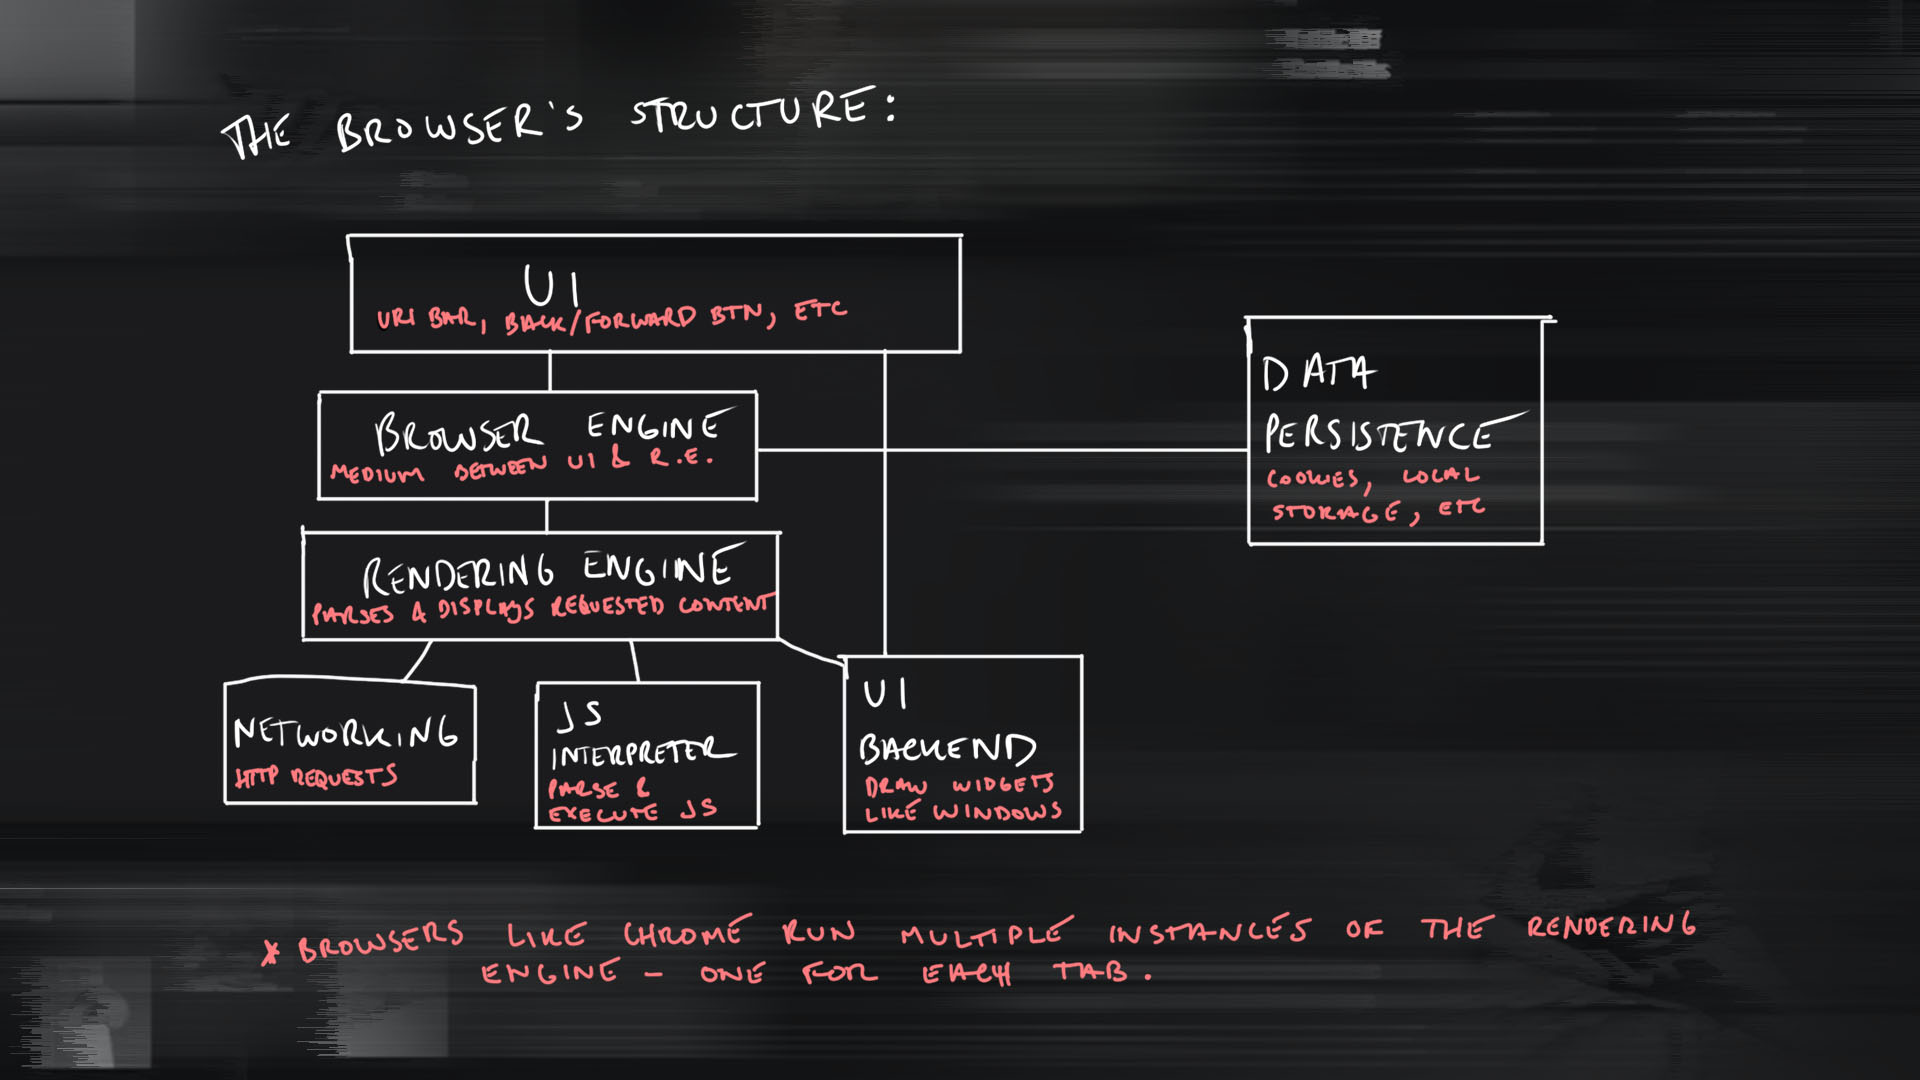 THE BROWSER'S STRUCTURE:
UI
URI BAR, BACK/FORWARD BTN, ETC
BROWSER ENGINE
MEDIUM BETWEEN UI & R.E.
DATA
PERSISTENCE
COOKIES, LOCAL
STORAGE, ETC
RENDERING ENGINE
PARSES & DISPLAYS REQUESTED CONTENT
NETWORKING
HTTP REQUESTS
JS
INTERPRETER
PARSE &
EXECUTE JS
UI
BACKEND
DRAW WIDGETS
LIKE WINDOWS
* BROWSERS LIKE CHROME RUN MULTIPLE INSTANCES OF THE RENDERING
ENGINE - ONE FOR EACH TAB.